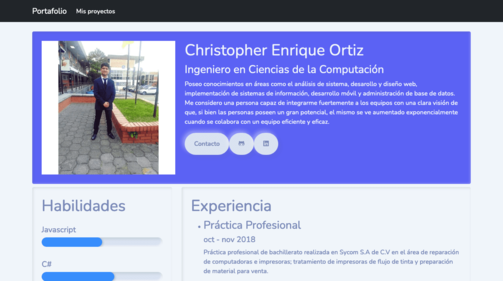 Portafolio Mis proyectos
Christopher Enrique Ortiz
Ingeniero en Ciencias de la Computación
Poseo conocimientos en áreas como el análisis de sistema, desarollo y diseño web,
implementación de sistemas de información, desarrollo móvil y administración de base de datos.
Me considero una persona capaz de integrarme fuertemente a los equipos con una clara visión de
que, si bien las personas poseen un gran potencial, el mismo se ve aumentado exponencialmente
cuando se colabora con un equipo eficiente y eficaz.
Contacto
Habilidades
Javascript
C#
Experiencia
Práctica Profesional
oct - nov 2018
Práctica profesional de bachillerato realizada en Sycom S.A de C.V en el área de reparación
de computadoras e impresoras; tratamiento de impresoras de flujo de tinta y preparación
de material para venta.